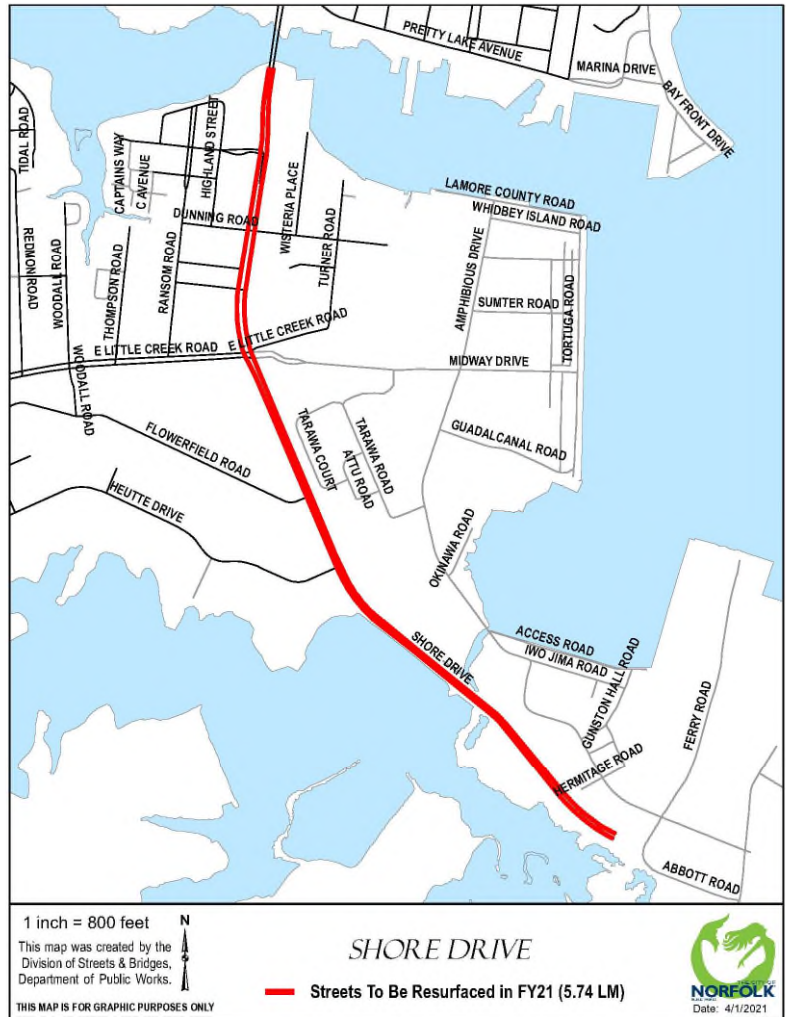 PRETTY LAKE AVENUE
MARINA DRIVE
BAY FRONT DRIVE
TIDAL ROAD
CAPTAINS WAY
C AVENUE
HIGHLAND STREET
WISTERIA PLACE
LAMORE COUNTY ROAD
WHIDBEY ISLAND ROAD
DUNNING ROAD
TURNER ROAD
REDMON ROAD
WOODALL ROAD
THOMPSON ROAD
RANSOM ROAD
AMPHIBIOUS DRIVE
SUMTER ROAD
TORTUGA ROAD
E LITTLE CREEK ROAD
E LITTLE CREEK ROAD
MIDWAY DRIVE
WOODALL ROAD
FLOWERFIELD ROAD
TARAWA COURT
ATTU ROAD
TARAWA ROAD
GUADALCANAL ROAD
HEUTTE DRIVE
OKINAWA ROAD
SHORE DRIVE
ACCESS ROAD
IWO JIMA ROAD
GUNSTON HALL ROAD
FERRY ROAD
HERMITAGE ROAD
ABBOTT ROAD
1 inch = 800 feet
N
This map was created by the
Division of Streets & Bridges,
Department of Public Works.
THIS MAP IS FOR GRAPHIC PURPOSES ONLY
SHORE DRIVE
Streets To Be Resurfaced in FY21 (5.74 LM)
THE CITY OF
NORFOLK
Date: 4/1/2021